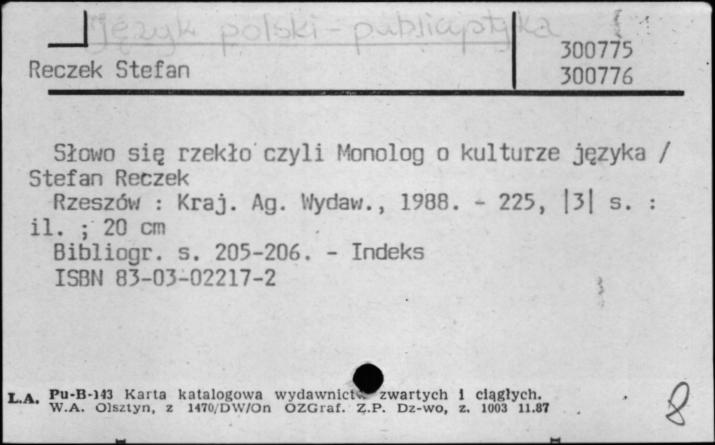 Język polski - publicystyka
300775
Reczek Stefan
300776
Słowo się rzekło czyli Monolog o kulturze języka /
Stefan Reczek
Rzeszów : Kraj. Ag. Wydaw., 1988. - 225, |3| s. :
il. ; 20 cm
Bibliogr. s. 205-206. - Indeks
ISBN 83-03-02217-2
L.A. Pu-B-143 Karta katalogowa wydawnictw zwartych i ciągłych.
W.A. Olsztyn, z 1470/DW/On OZGraf. Z.P. Dz-wo, z. 1003 11.87
8